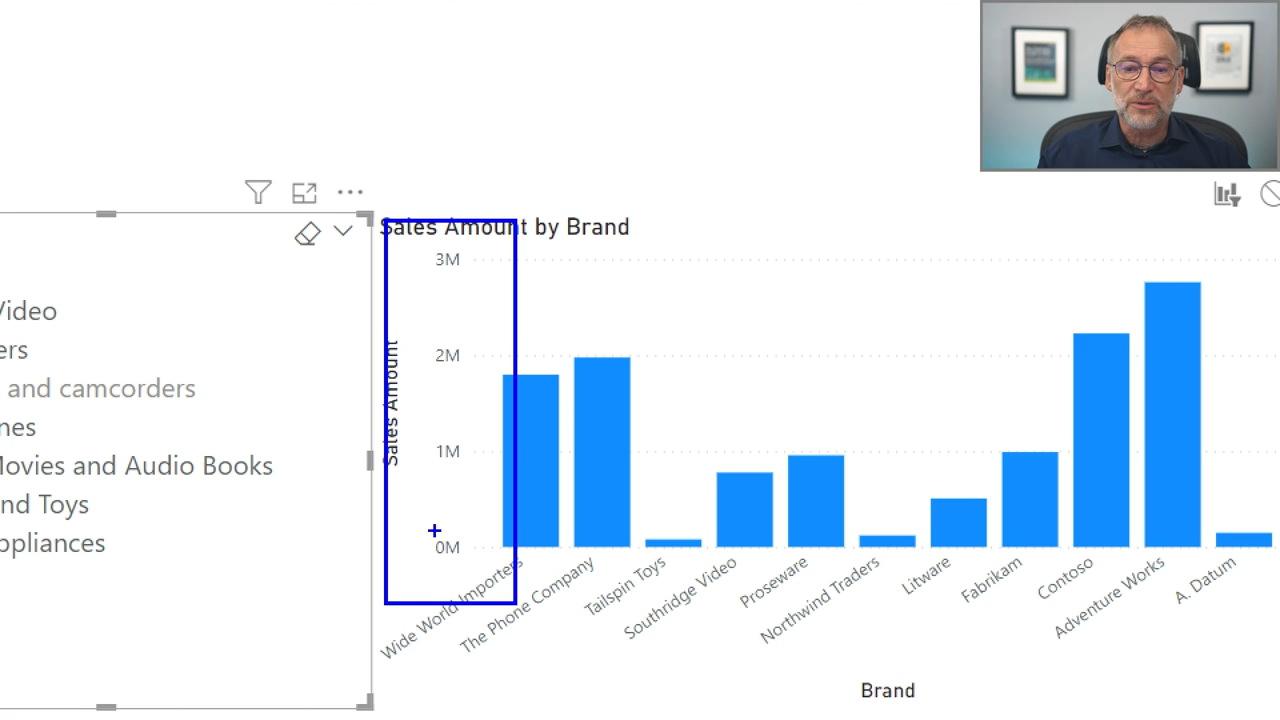 Sales Amount by Brand
3M
2M
1M
0M
Sales Amount
Video
ers
and camcorders
nes
Movies and Audio Books
nd Toys
ppliances
Wide World Importers
The Phone Company
Tailspin Toys
Southridge Video
Proseware
Northwind Traders
Litware
Fabrikam
Contoso
Adventure Works
A. Datum
Brand